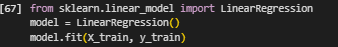 [67] from sklearn.linear_model import LinearRegression
model = LinearRegression()
model.fit(X_train, y_train)